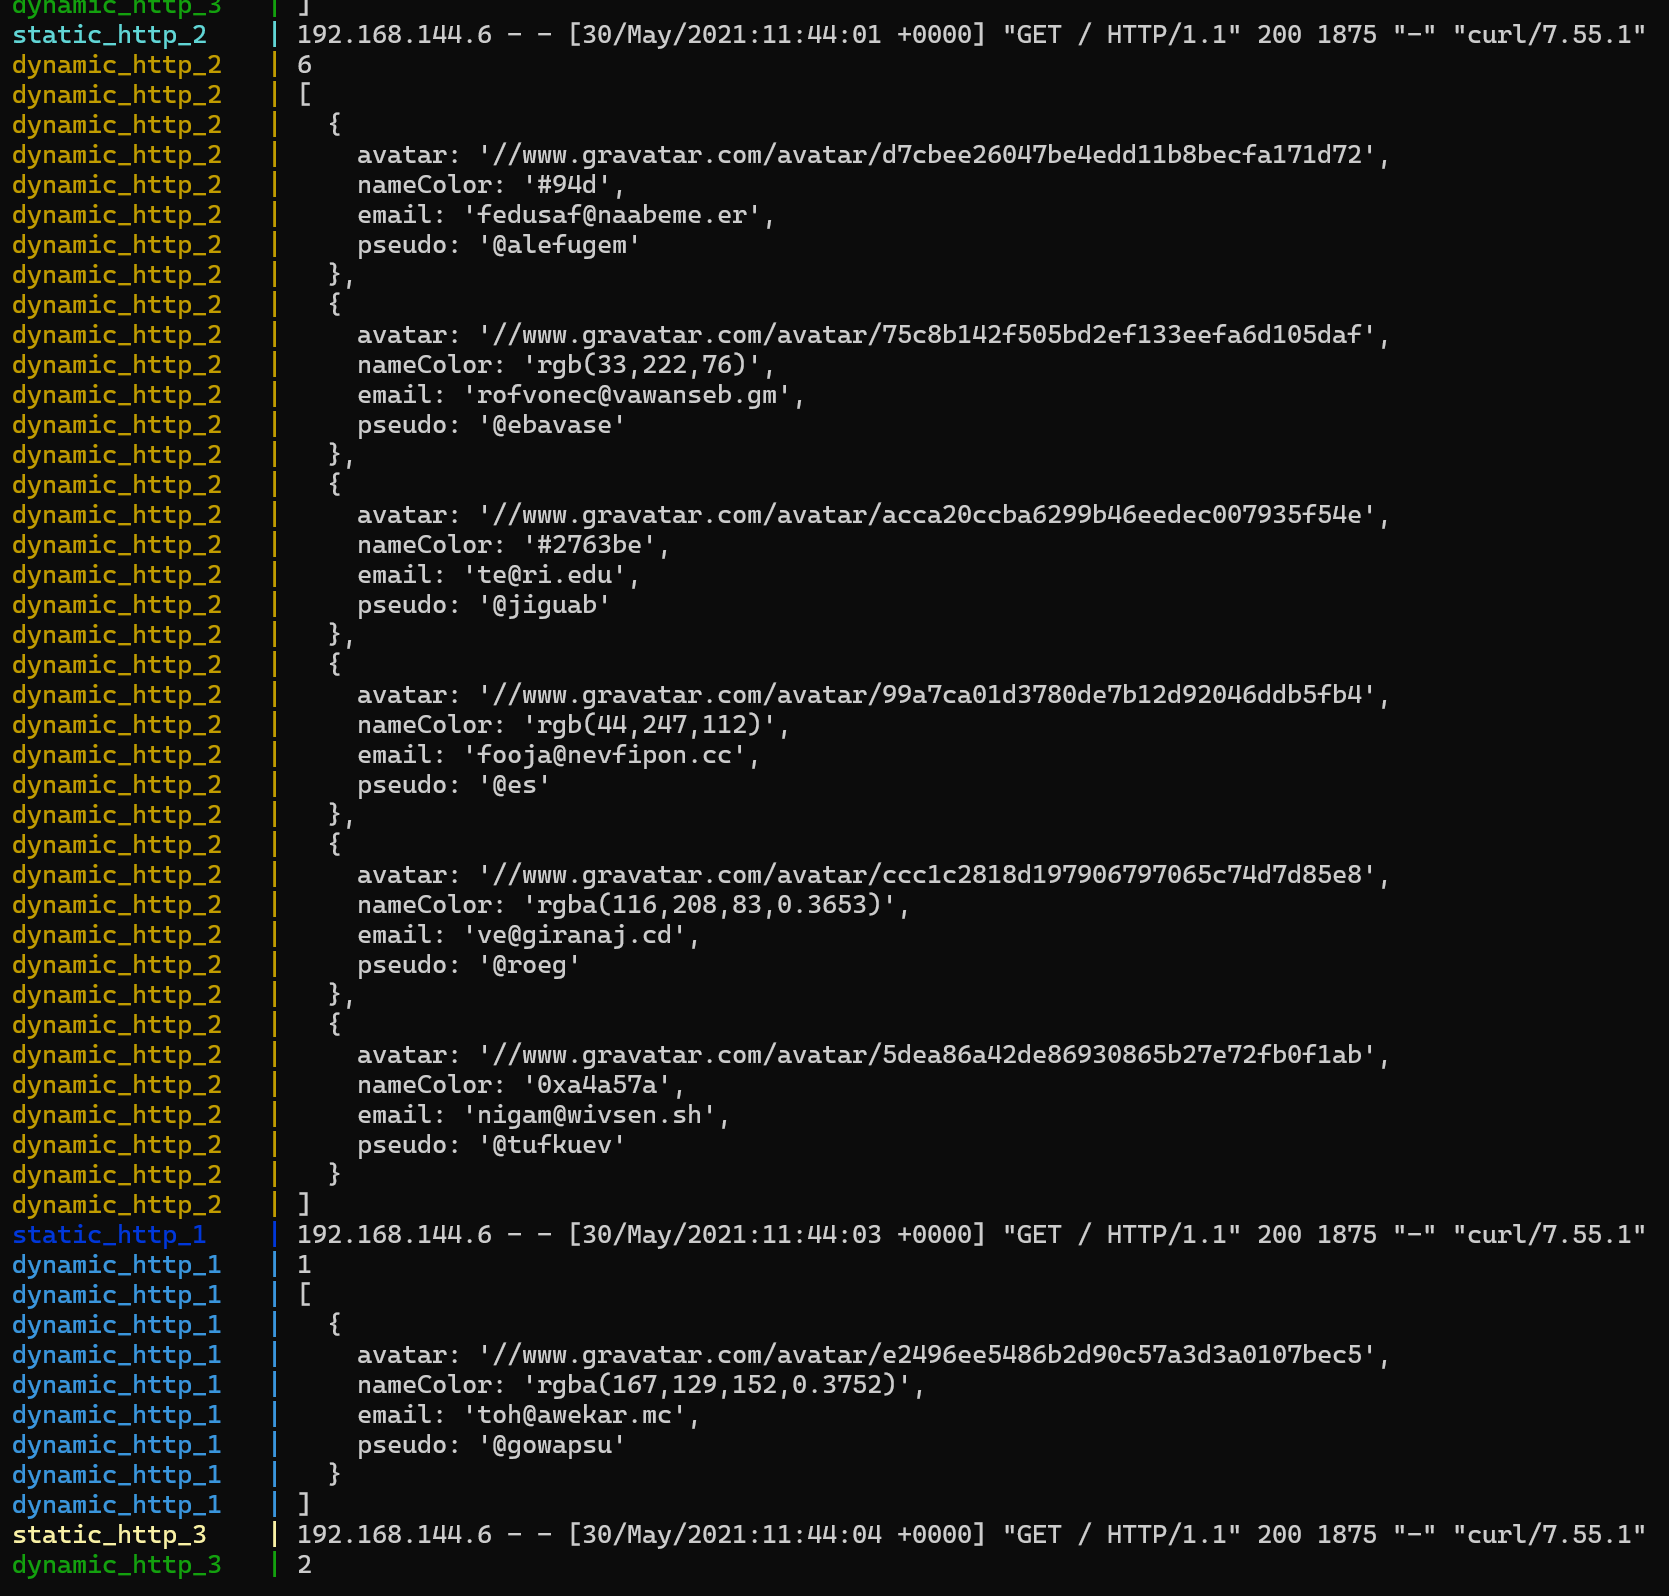 dynamic_http_3 | ]
static_http_2 | 192.168.144.6 - - [30/May/2021:11:44:01 +0000] "GET / HTTP/1.1" 200 1875 "-" "curl/7.55.1"
dynamic_http_2 | 6
dynamic_http_2 | [
dynamic_http_2 | {
dynamic_http_2 | avatar: '//www.gravatar.com/avatar/d7cbee26047be4edd11b8becfa171d72',
dynamic_http_2 | nameColor: '#94d',
dynamic_http_2 | email: 'fedusaf@naabeme.er',
dynamic_http_2 | pseudo: '@alefugem'
dynamic_http_2 | },
dynamic_http_2 | {
dynamic_http_2 | avatar: '//www.gravatar.com/avatar/75c8b142f505bd2ef133eefa6d105daf',
dynamic_http_2 | nameColor: 'rgb(33,222,76)',
dynamic_http_2 | email: 'rofvonec@vawanseb.gm',
dynamic_http_2 | pseudo: '@ebavase'
dynamic_http_2 | },
dynamic_http_2 | {
dynamic_http_2 | avatar: '//www.gravatar.com/avatar/acca20ccba6299b46eedec007935f54e',
dynamic_http_2 | nameColor: '#2763be',
dynamic_http_2 | email: 'te@ri.edu',
dynamic_http_2 | pseudo: '@jiguab'
dynamic_http_2 | },
dynamic_http_2 | {
dynamic_http_2 | avatar: '//www.gravatar.com/avatar/99a7ca01d3780de7b12d92046ddb5fb4',
dynamic_http_2 | nameColor: 'rgb(44,247,112)',
dynamic_http_2 | email: 'fooja@nevfipon.cc',
dynamic_http_2 | pseudo: '@es'
dynamic_http_2 | },
dynamic_http_2 | {
dynamic_http_2 | avatar: '//www.gravatar.com/avatar/ccc1c2818d197906797065c74d7d85e8',
dynamic_http_2 | nameColor: 'rgba(116,208,83,0.3653)',
dynamic_http_2 | email: 've@giranaj.cd',
dynamic_http_2 | pseudo: '@roeg'
dynamic_http_2 | },
dynamic_http_2 | {
dynamic_http_2 | avatar: '//www.gravatar.com/avatar/5dea86a42de86930865b27e72fb0f1ab',
dynamic_http_2 | nameColor: '0xa4a57a',
dynamic_http_2 | email: 'nigam@wivsen.sh',
dynamic_http_2 | pseudo: '@tufkuev'
dynamic_http_2 | }
dynamic_http_2 | ]
static_http_1 | 192.168.144.6 - - [30/May/2021:11:44:03 +0000] "GET / HTTP/1.1" 200 1875 "-" "curl/7.55.1"
dynamic_http_1 | 1
dynamic_http_1 | [
dynamic_http_1 | {
dynamic_http_1 | avatar: '//www.gravatar.com/avatar/e2496ee5486b2d90c57a3d3a0107bec5',
dynamic_http_1 | nameColor: 'rgba(167,129,152,0.3752)',
dynamic_http_1 | email: 'toh@awekar.mc',
dynamic_http_1 | pseudo: '@gowapsu'
dynamic_http_1 | }
dynamic_http_1 | ]
static_http_3 | 192.168.144.6 - - [30/May/2021:11:44:04 +0000] "GET / HTTP/1.1" 200 1875 "-" "curl/7.55.1"
dynamic_http_3 | 2